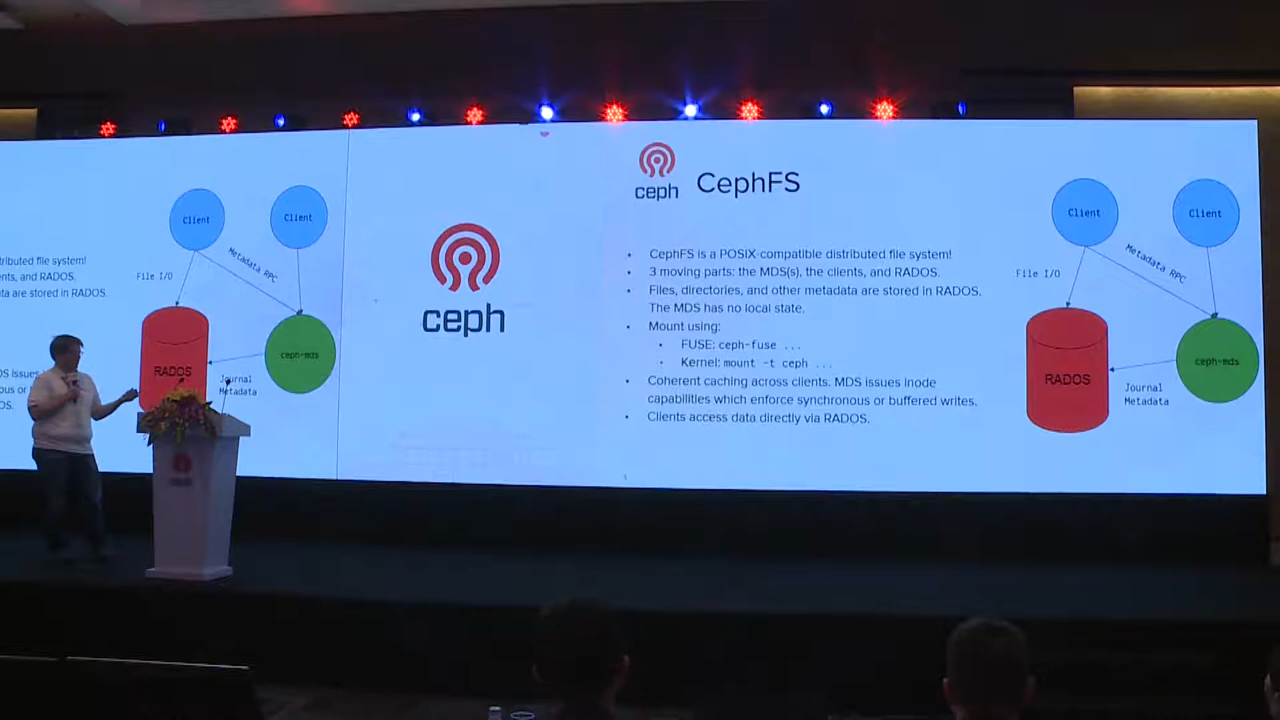 Client
Client
File I/O
Metadata RPC
RADOS
ceph-mds
Journal
Metadata
tributed file system!
nts, and RADOS.
ta are stored in RADOS.
DS issues
ous or
OS.
ceph
ceph
CephFS
• CephFS is a POSIX-compatible distributed file system!
• 3 moving parts: the MDS(s), the clients, and RADOS.
• Files, directories, and other metadata are stored in RADOS.
The MDS has no local state.
• Mount using:
• FUSE: ceph-fuse ...
• Kernel: mount -t ceph ...
• Coherent caching across clients. MDS issues inode
capabilities which enforce synchronous or buffered writes.
• Clients access data directly via RADOS.
Client
Client
File I/O
Metadata RPC
RADOS
ceph-mds
Journal
Metadata